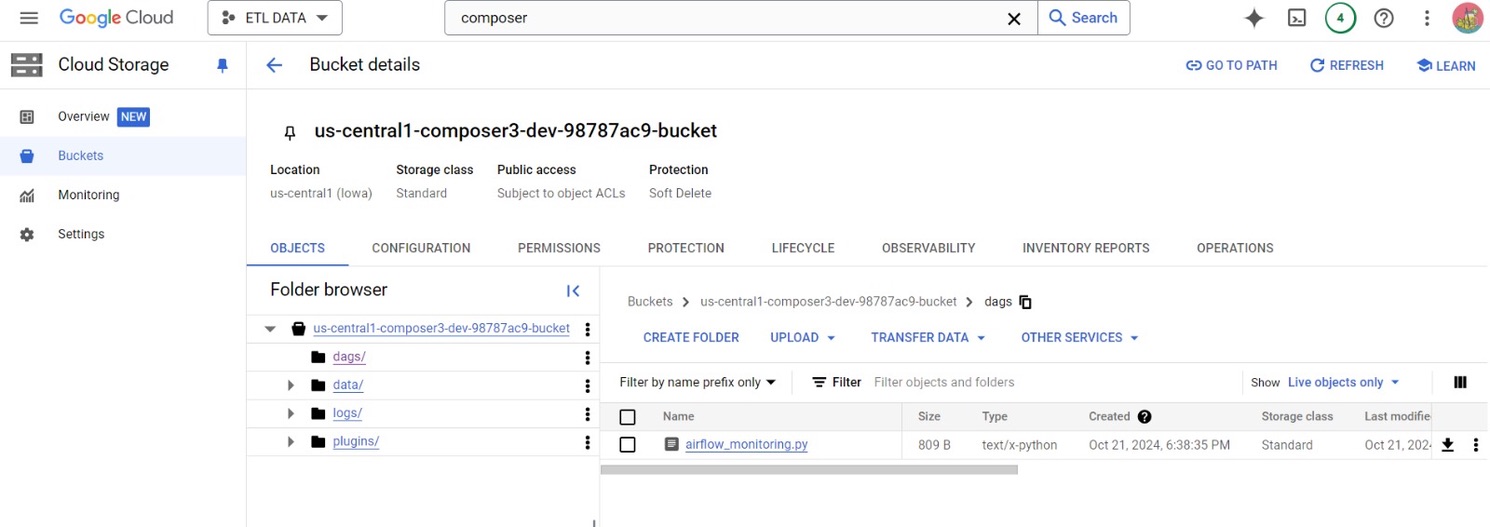 Google Cloud
ETL DATA
composer
Search
4
Cloud Storage
Bucket details
GO TO PATH
REFRESH
LEARN
Overview NEW
Buckets
Monitoring
Settings
us-central1-composer3-dev-98787ac9-bucket
Location Storage class Public access Protection
us-central1 (Iowa) Standard Subject to object ACLs Soft Delete
OBJECTS CONFIGURATION PERMISSIONS PROTECTION LIFECYCLE OBSERVABILITY INVENTORY REPORTS OPERATIONS
Folder browser
us-central1-composer3-dev-98787ac9-bucket
dags/
data/
logs/
plugins/
Buckets us-central1-composer3-dev-98787ac9-bucket dags
CREATE FOLDER UPLOAD TRANSFER DATA OTHER SERVICES
Filter by name prefix only Filter Filter objects and folders Show Live objects only
Name Size Type Created Storage class Last modifie
airflow_monitoring.py 809 B text/x-python Oct 21, 2024, 6:38:35 PM Standard Oct 21, 202